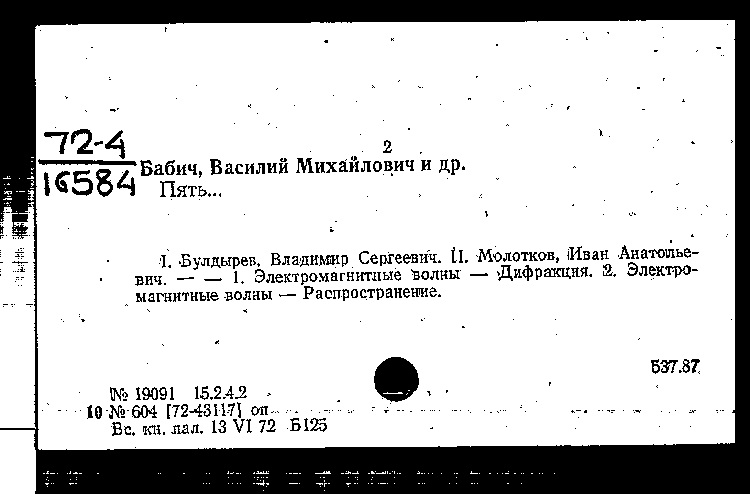 72-4
16584
2
Бабич, Василий Михайлович и др.
Пять...
I. Булдырев, Владимир Сергеевич. II. Молотков, Иван Анатолье-
вич. — — 1. Электромагнитные волны — Дифракция. 2. Электро-
магнитные волны — Распространение.
537.87
№ 19091 15.2.4.2
10 № 604 [72-43117] оп
Вс. кн. пал. 13 VI 72 Б125